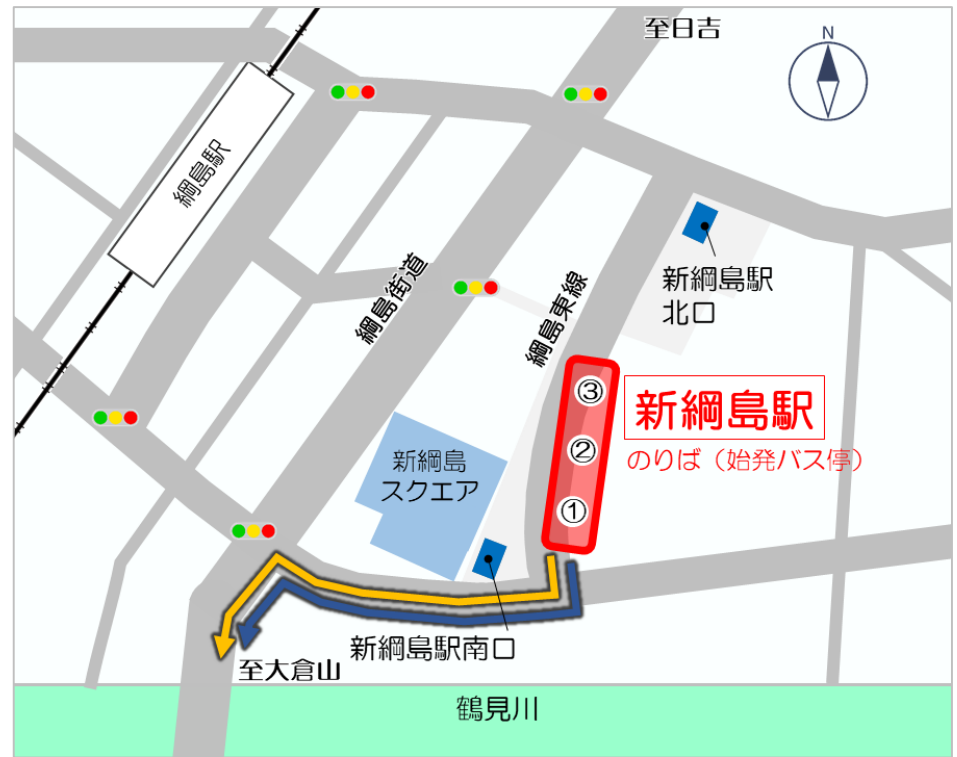 至日吉
N
綱島駅
綱島街道
綱島東線
新綱島駅
北口
③
新綱島駅
のりば（始発バス停）
②
新綱島
スクエア
①
新綱島駅南口
至大倉山
鶴見川